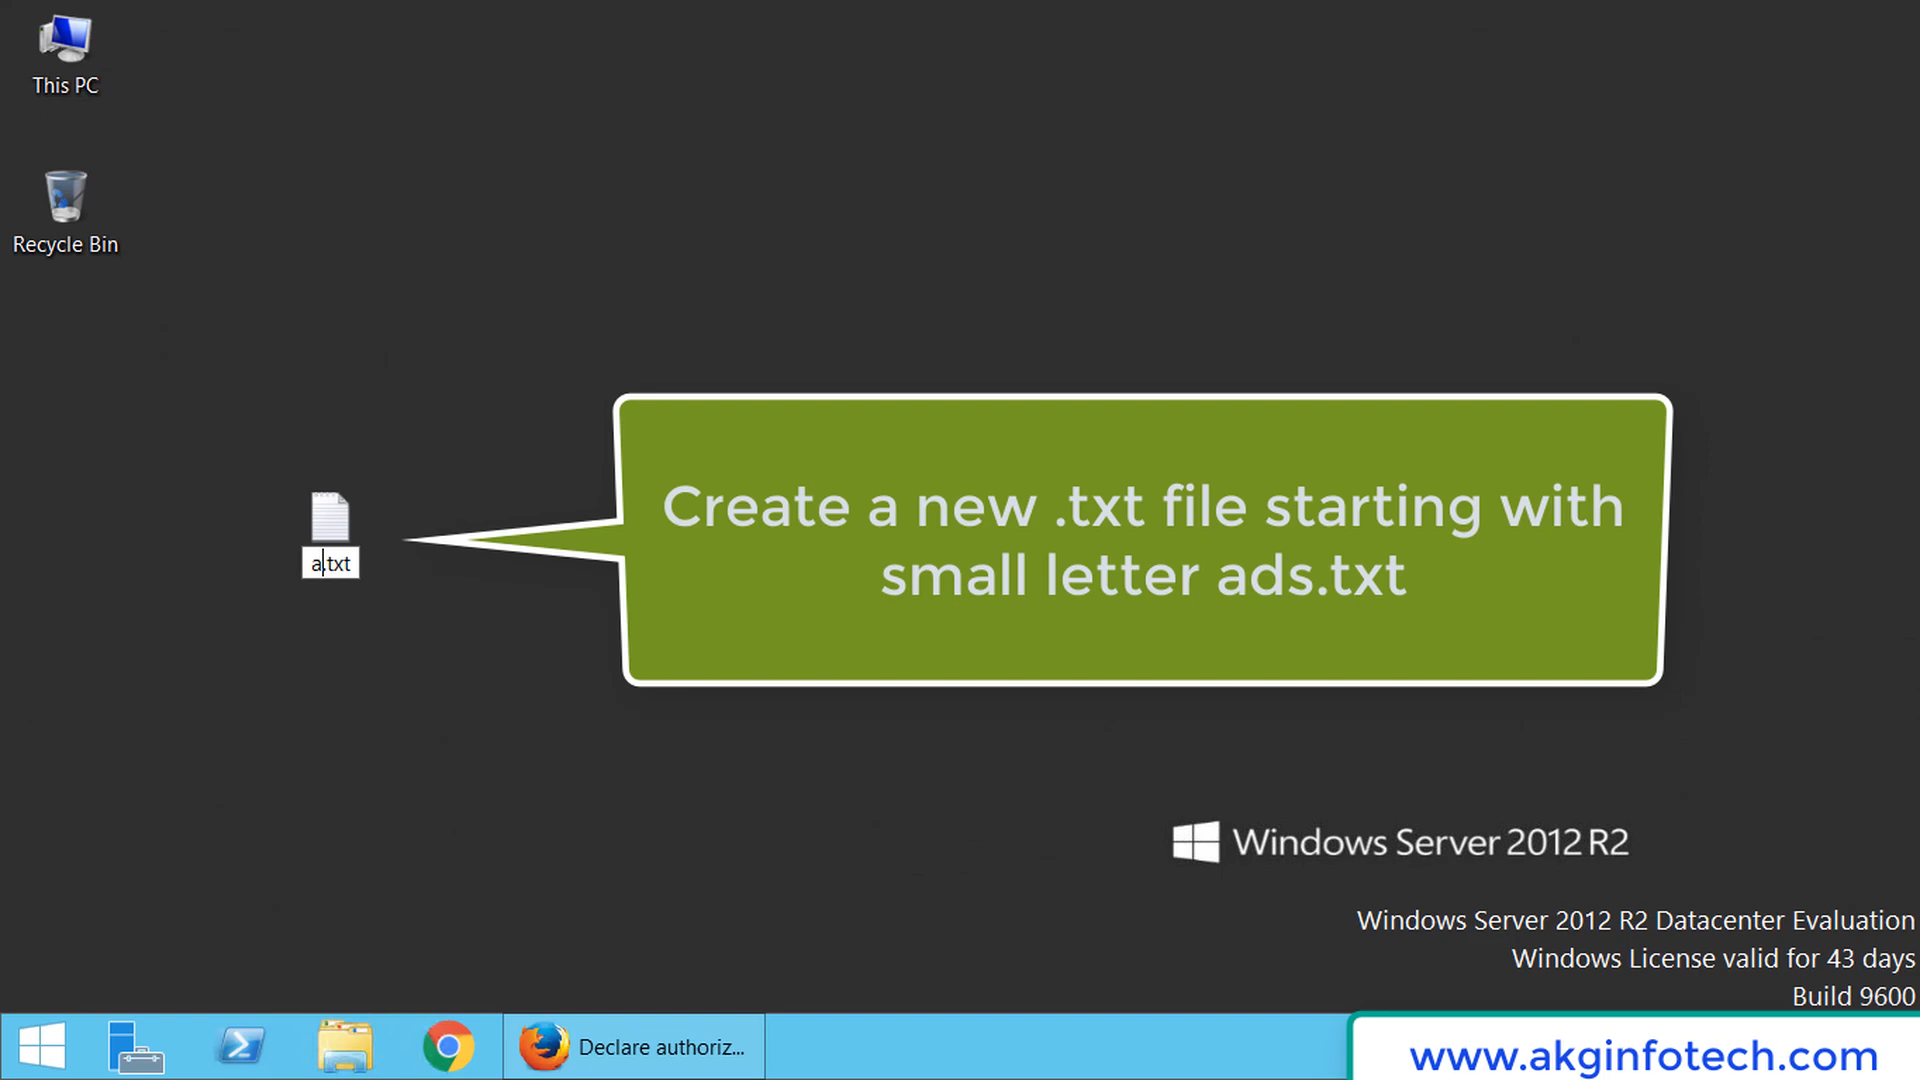 This PC
Recycle Bin
a.txt
Create a new .txt file starting with
small letter ads.txt
Windows Server 2012 R2
Windows Server 2012 R2 Datacenter Evaluation
Windows License valid for 43 days
Build 9600
Declare authoriz...
www.akginfotech.com